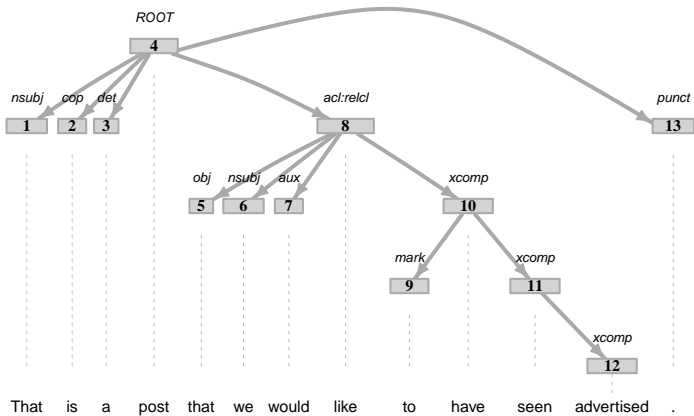 ROOT
4
nsubj cop det acl:relcl punct
1 2 3 8 13
obj nsubj aux xcomp
5 6 7 10
mark xcomp
9 11
xcomp
12
That is a post that we would like to have seen advertised .